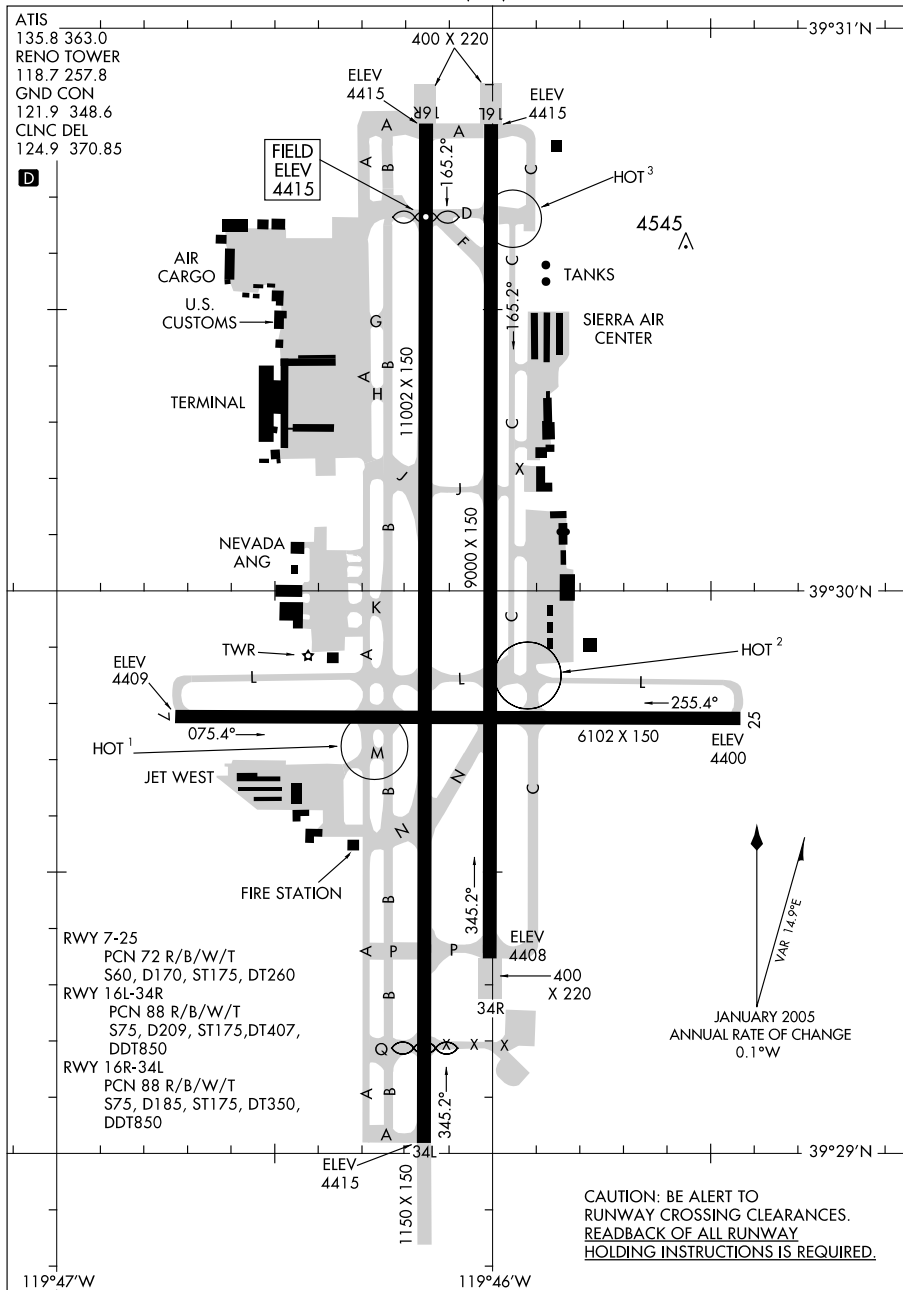 ATIS
135.8 363.0
RENO TOWER
118.7 257.8
GND CON
121.9 348.6
CLNC DEL
124.9 370.85
D
400 X 220
39°31'N
ELEV
4415
16R
16L
ELEV
4415
A
A
A
B
C
FIELD
ELEV
4415
165.2°
HOT 3
D
F
4545
AIR
CARGO
C
TANKS
U.S.
CUSTOMS
165.2°
G
SIERRA AIR
CENTER
B
A
H
11002 X 150
TERMINAL
C
J
X
J
B
9000 X 150
NEVADA
ANG
39°30'N
K
C
TWR
A
HOT 2
ELEV
4409
L
L
L
255.4°
7
25
075.4°
6102 X 150
ELEV
4400
HOT 1
M
JET WEST
N
B
C
N
FIRE STATION
345.2°
B
VAR 14.9°E
RWY 7-25
PCN 72 R/B/W/T
S60, D170, ST175, DT260
RWY 16L-34R
PCN 88 R/B/W/T
S75, D209, ST175,DT407,
DDT850
RWY 16R-34L
PCN 88 R/B/W/T
S75, D185, ST175, DT350,
DDT850
A
P
P
ELEV
4408
400
X 220
B
34R
JANUARY 2005
ANNUAL RATE OF CHANGE
0.1°W
Q
X
X
X
A
B
345.2°
A
34L
39°29'N
ELEV
4415
1150 X 150
CAUTION: BE ALERT TO
RUNWAY CROSSING CLEARANCES.
READBACK OF ALL RUNWAY
HOLDING INSTRUCTIONS IS REQUIRED.
119°47'W
119°46'W